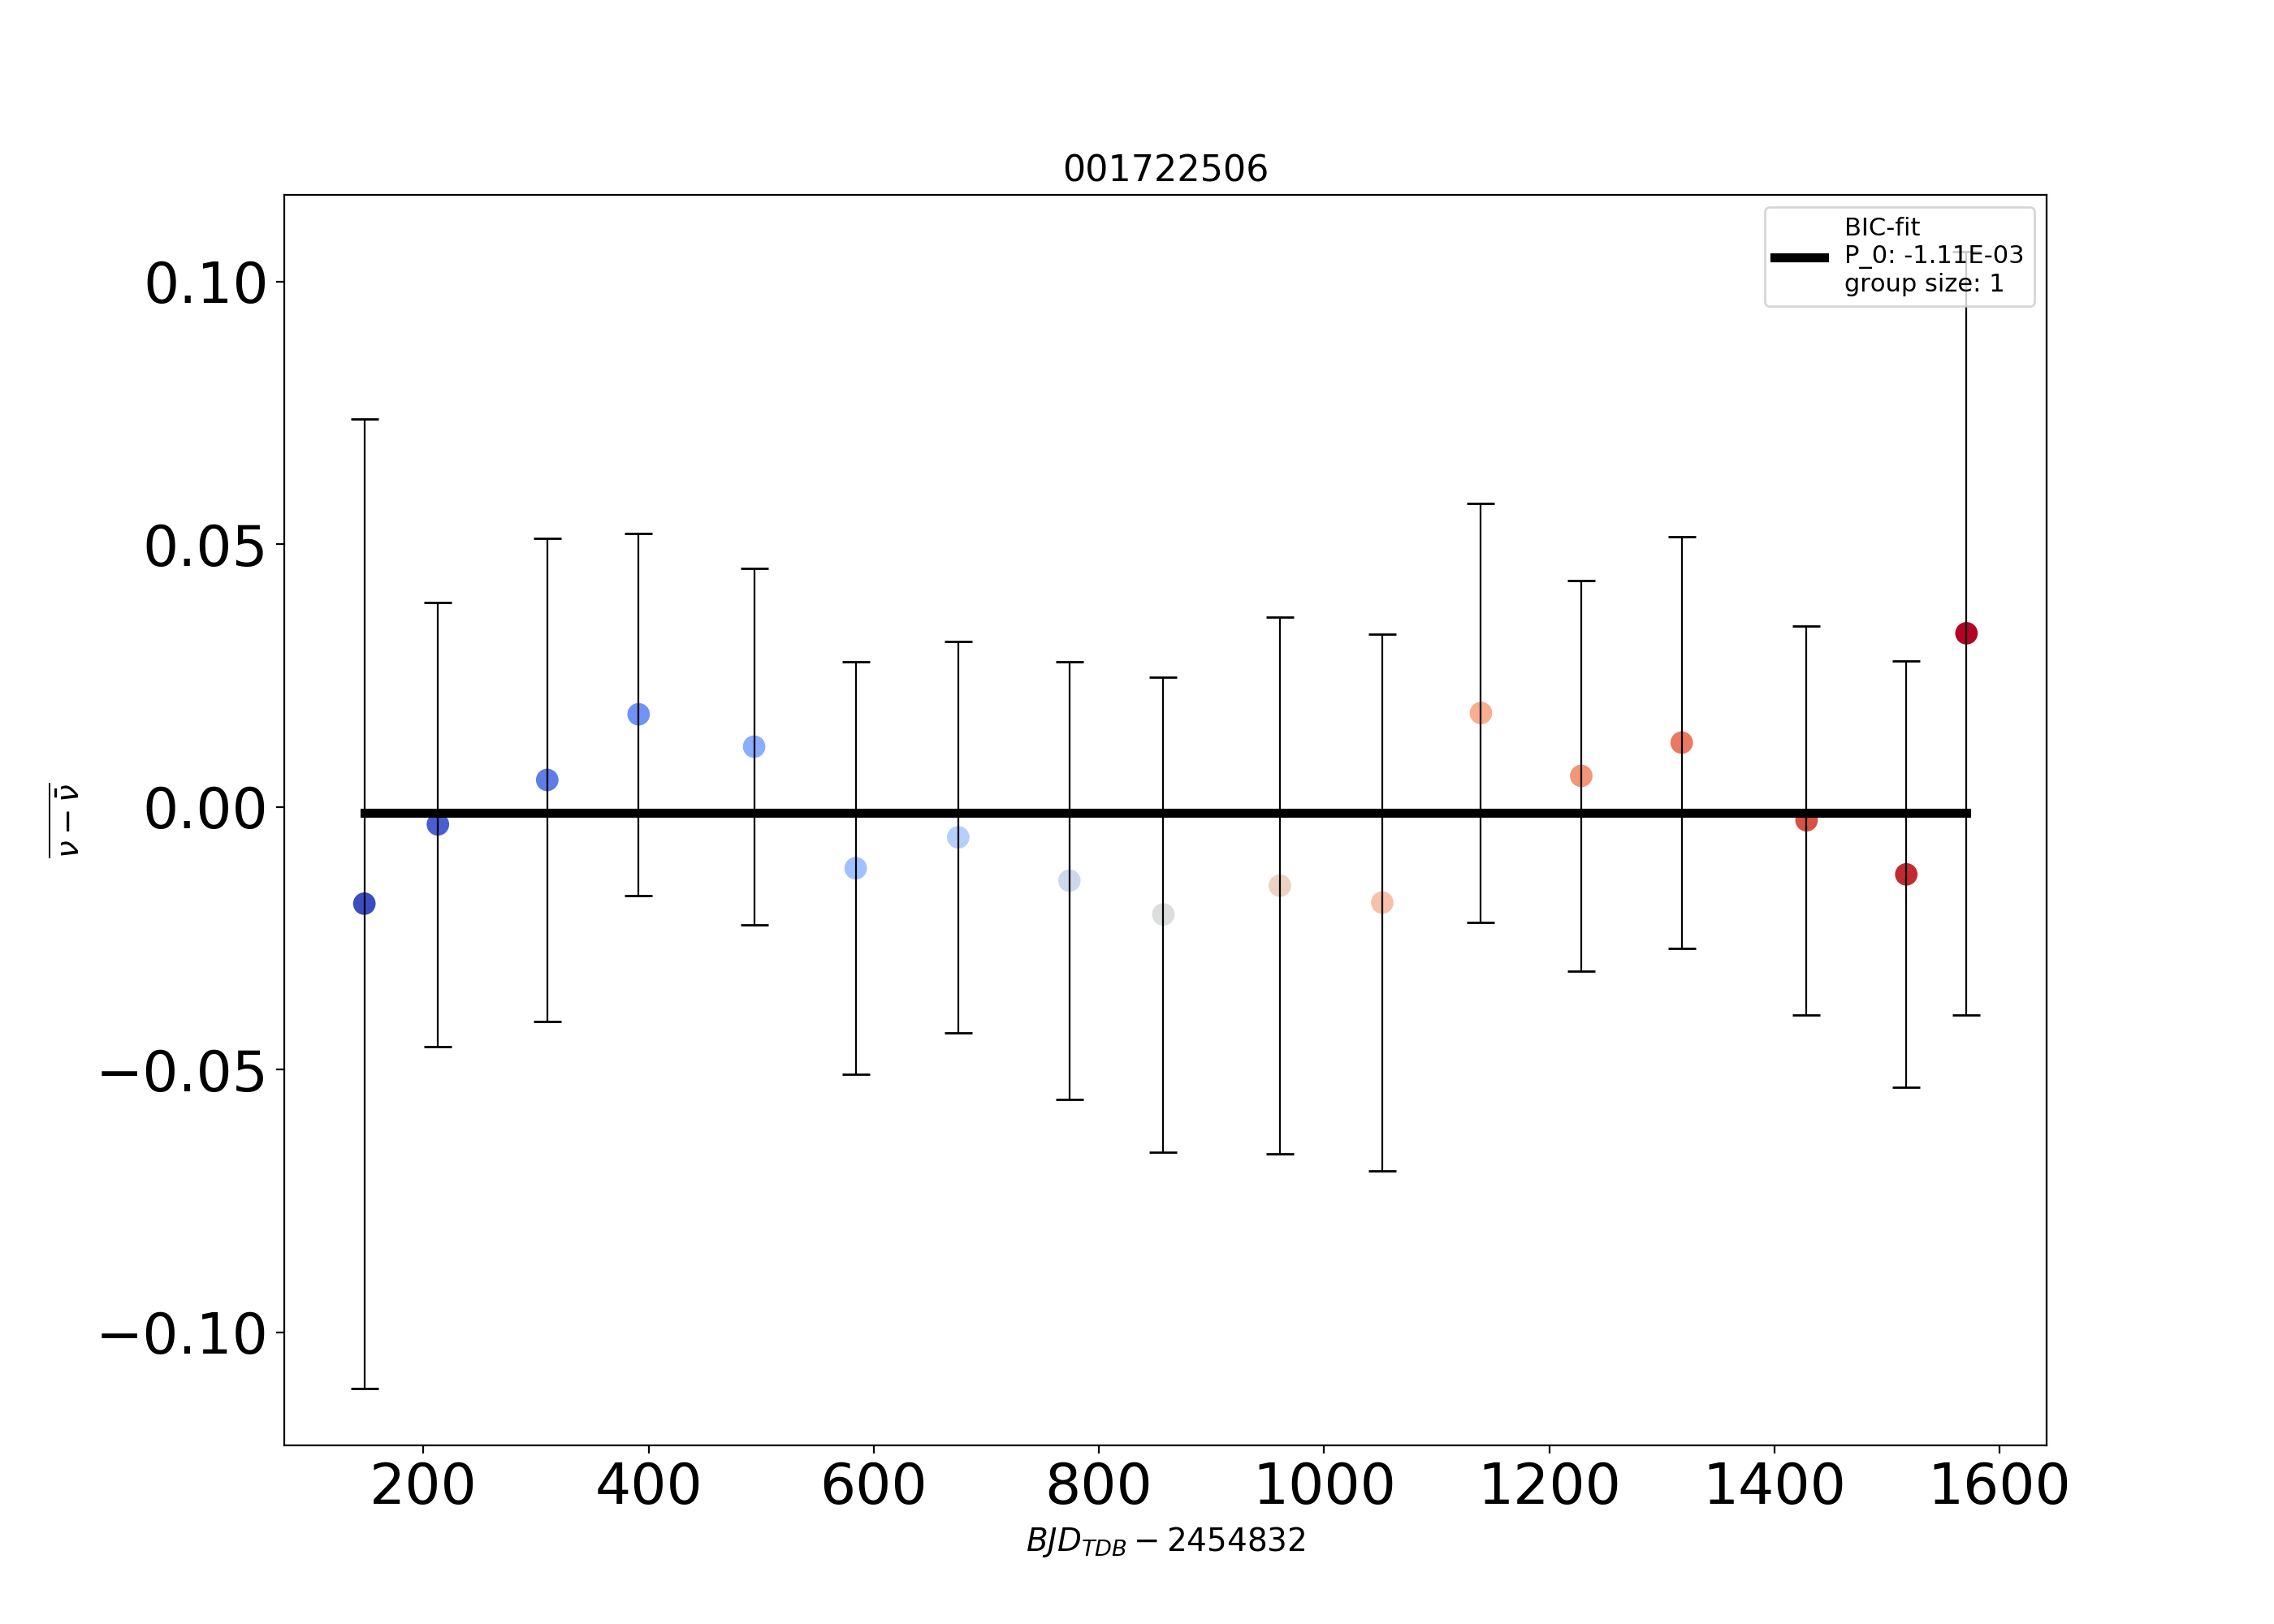 001722506
BIC-fit
P_0: -1.11E-03
group size: 1
0.10
0.05
0.00
−0.05
−0.10
ν − ν̄
200 400 600 800 1000 1200 1400 1600
BJD_TDB − 2454832